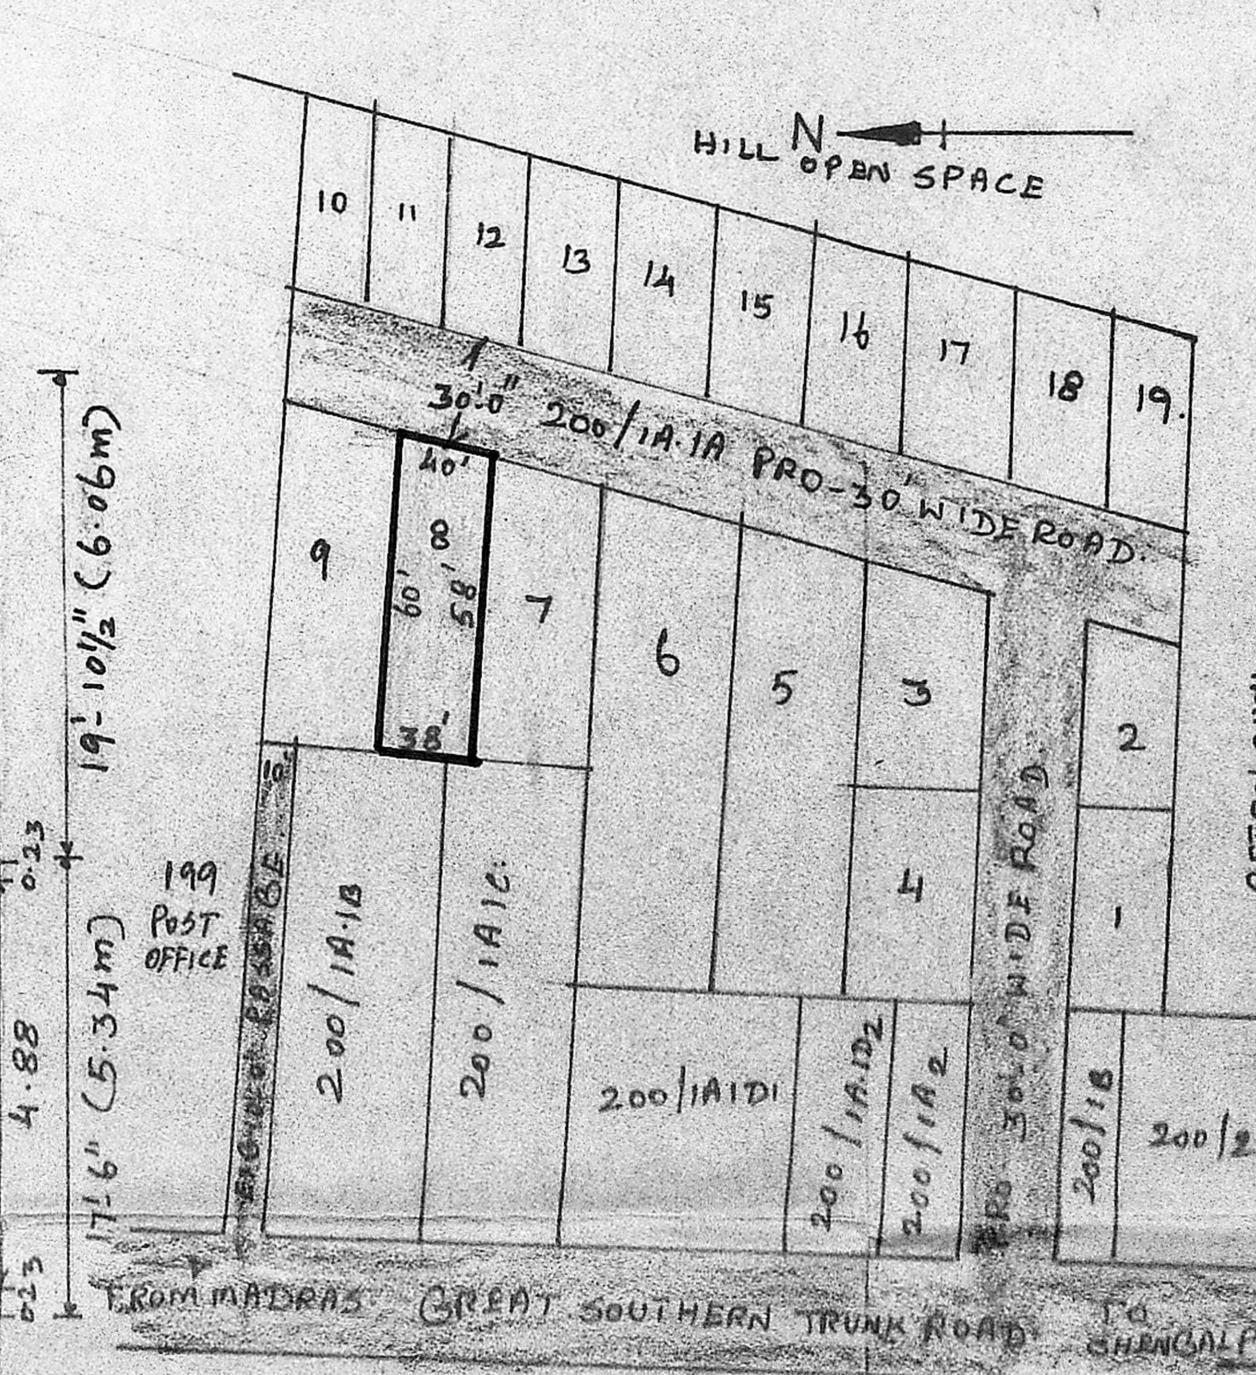 N
HILL OPEN SPACE
10
11
12
13
14
15
16
17
18
19.
30'.0"
200/1A.1A PRO-30' WIDE ROAD.
40'
8
60'
58'
38'
9
7
6
5
3
2
4
1
19'-10½" (6.06m)
0.23
17'-6" (5.34m)
4.88
023
199
POST
OFFICE
200/1A.1B
200/1A1C.
200/1A1D1
200/1A.1D2
200/1A2
PRO- 30'.0" WIDE ROAD.
200/1B
200/2
FROM MADRAS. GREAT SOUTHERN TRUNK ROAD TO